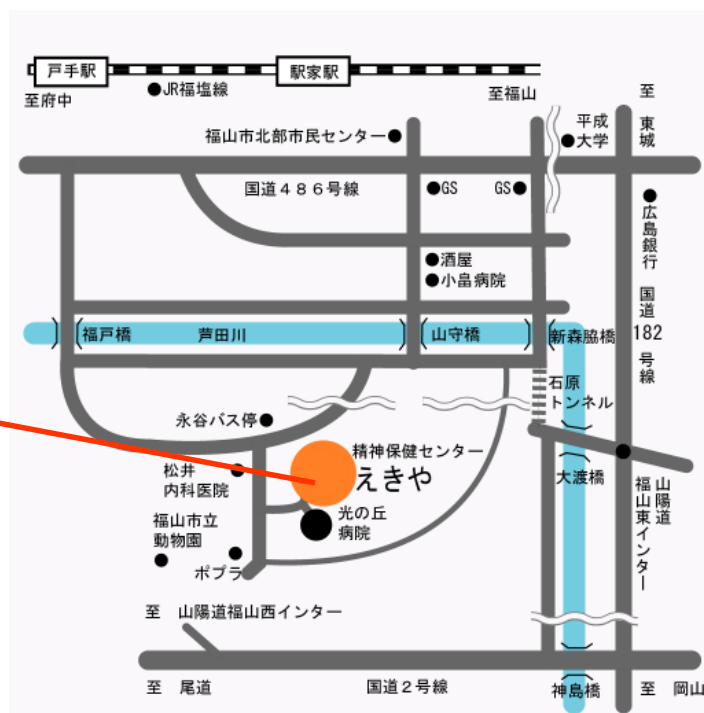 戸手駅
駅家駅
至府中
JR福塩線
至福山
至
東城
平成
大学
福山市北部市民センター
国道４８６号線
GS
GS
広島銀行
酒屋
小畠病院
国道
182
号線
福戸橋
芦田川
山守橋
新森脇橋
石原
トンネル
永谷バス停
精神保健センター
えきや
松井
内科医院
大渡橋
光の丘
病院
福山市立
動物園
ポプラ
山陽道
福山東インター
至 山陽道福山西インター
至 尾道
国道２号線
神島橋
至 岡山